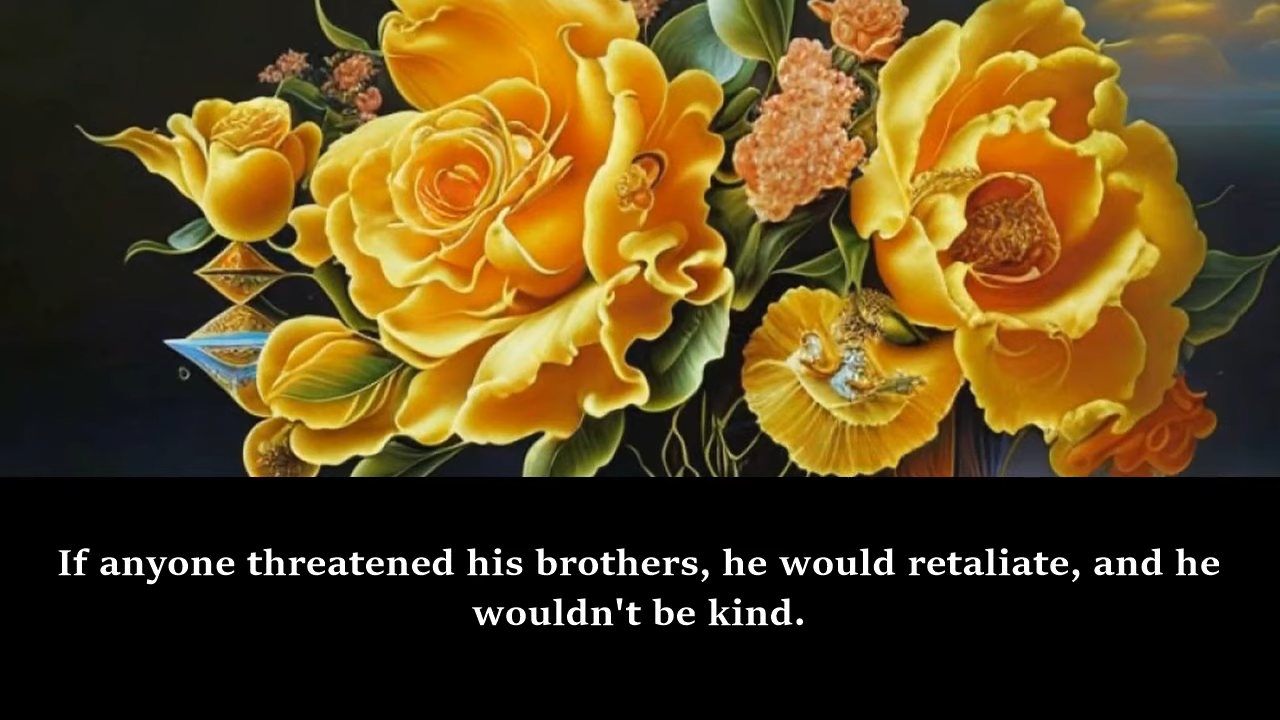 If anyone threatened his brothers, he would retaliate, and he
wouldn't be kind.